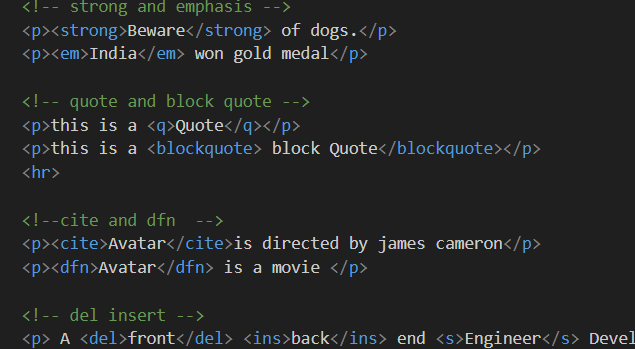 <!-- strong and emphasis -->
<p><strong>Beware</strong> of dogs.</p>
<p><em>India</em> won gold medal</p>
<!-- quote and block quote -->
<p>this is a <q>Quote</q></p>
<p>this is a <blockquote> block Quote</blockquote></p>
<hr>
<!--cite and dfn  -->
<p><cite>Avatar</cite>is directed by james cameron</p>
<p><dfn>Avatar</dfn> is a movie </p>
<!-- del insert -->
<p> A <del>front</del> <ins>back</ins> end <s>Engineer</s> Devel